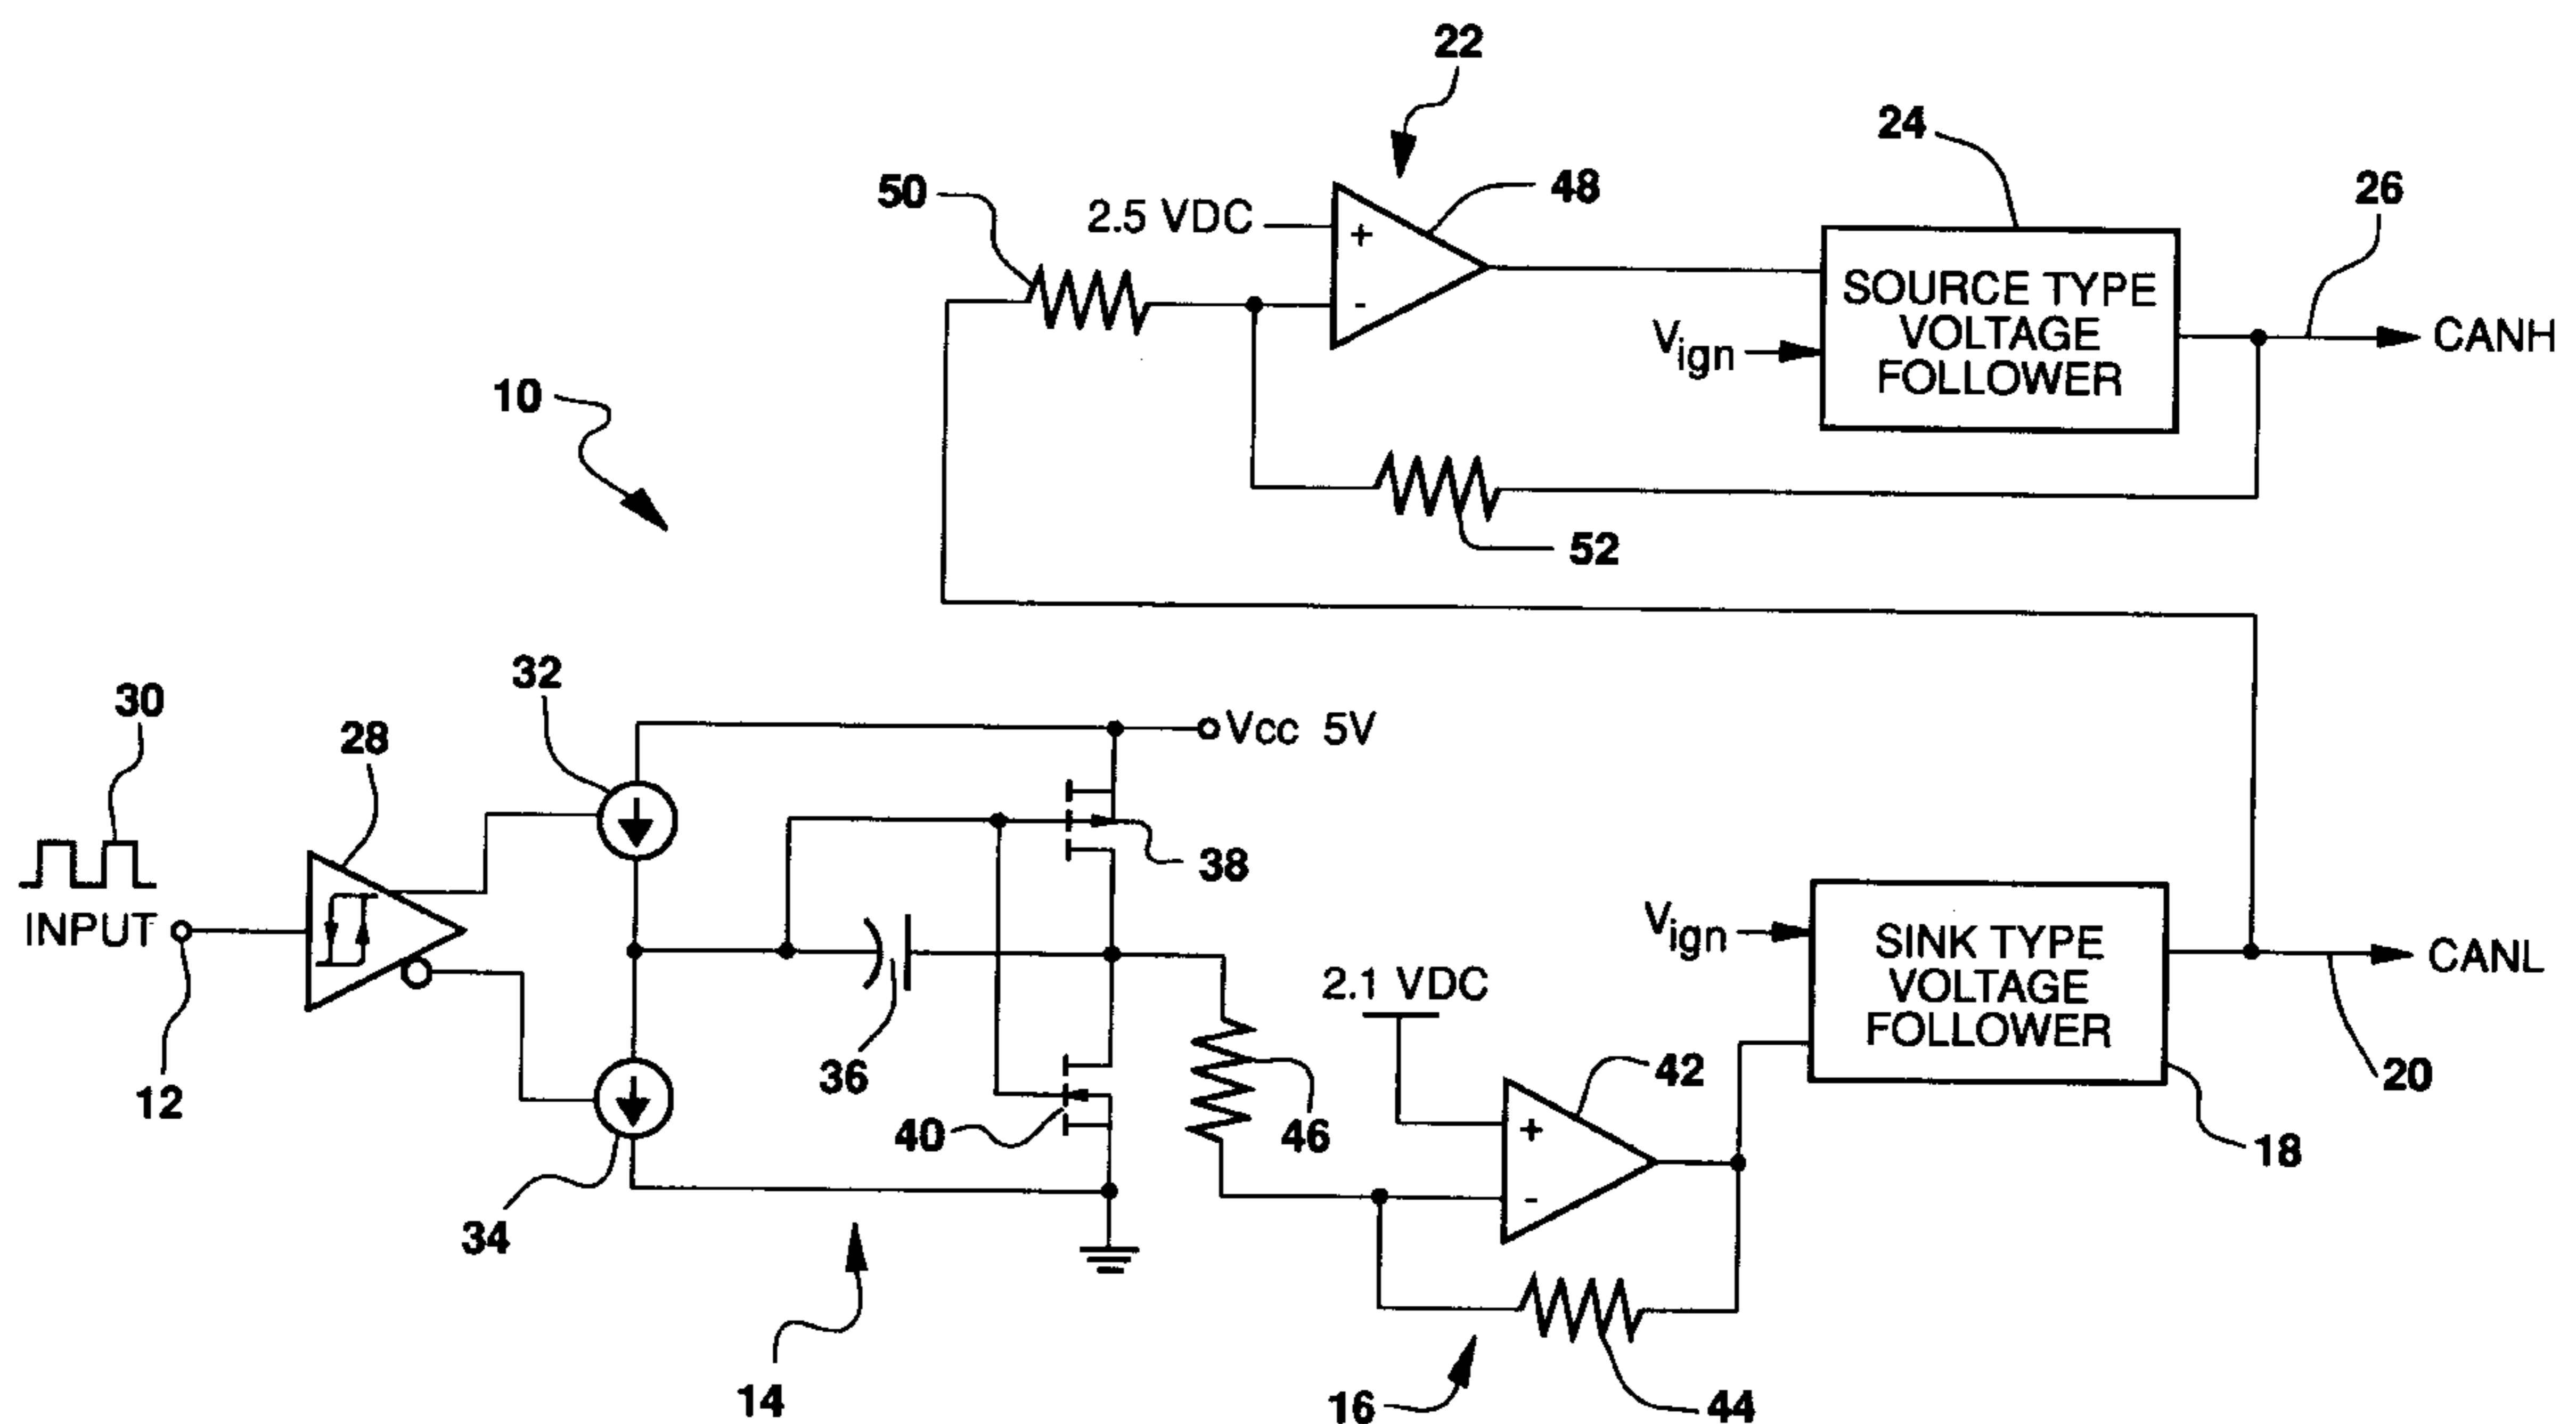 22
24
50
2.5 VDC
+
-
48
26
SOURCE TYPE
VOLTAGE
FOLLOWER
Vign
CANH
10
52
32
30
28
Vcc 5V
38
INPUT
12
36
40
34
14
46
2.1 VDC
42
+
-
Vign
SINK TYPE
VOLTAGE
FOLLOWER
CANL
20
18
16
44